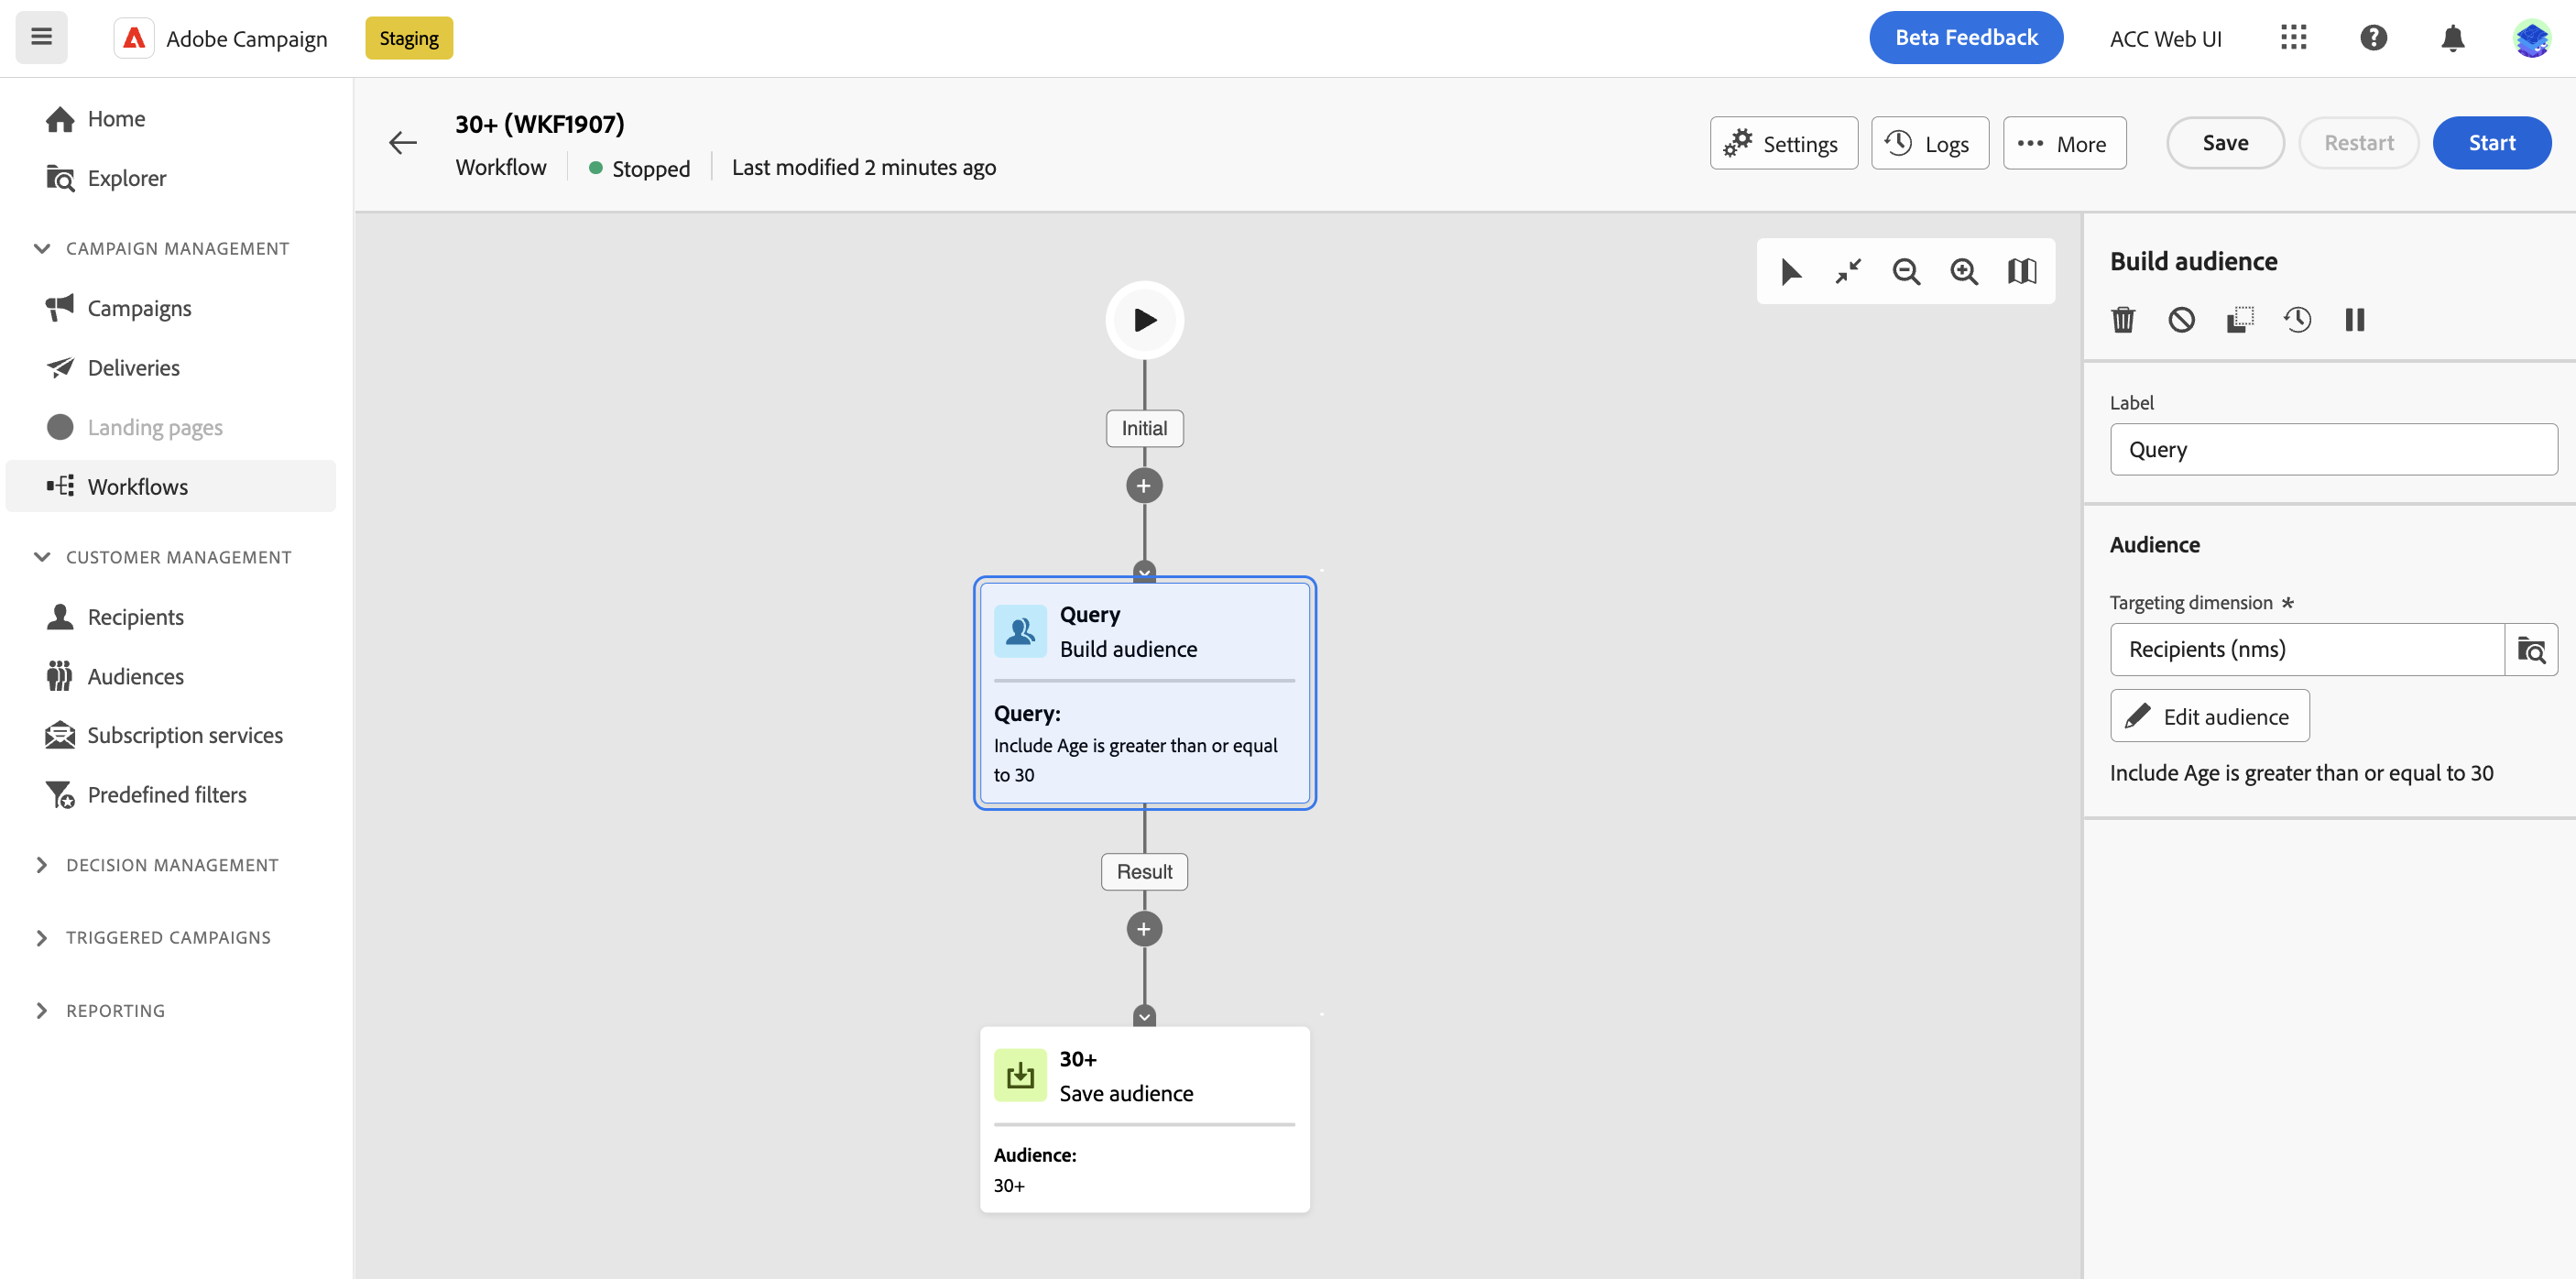 Adobe Campaign
Staging
Beta Feedback
ACC Web UI
Home
Explorer
CAMPAIGN MANAGEMENT
Campaigns
Deliveries
Landing pages
Workflows
CUSTOMER MANAGEMENT
Recipients
Audiences
Subscription services
Predefined filters
DECISION MANAGEMENT
TRIGGERED CAMPAIGNS
REPORTING
30+ (WKF1907)
Workflow
Stopped
Last modified 2 minutes ago
Settings
Logs
More
Save
Restart
Start
Initial
Query
Build audience
Query:
Include Age is greater than or equal
to 30
Result
30+
Save audience
Audience:
30+
Build audience
Label
Query
Audience
Targeting dimension *
Recipients (nms)
Edit audience
Include Age is greater than or equal to 30